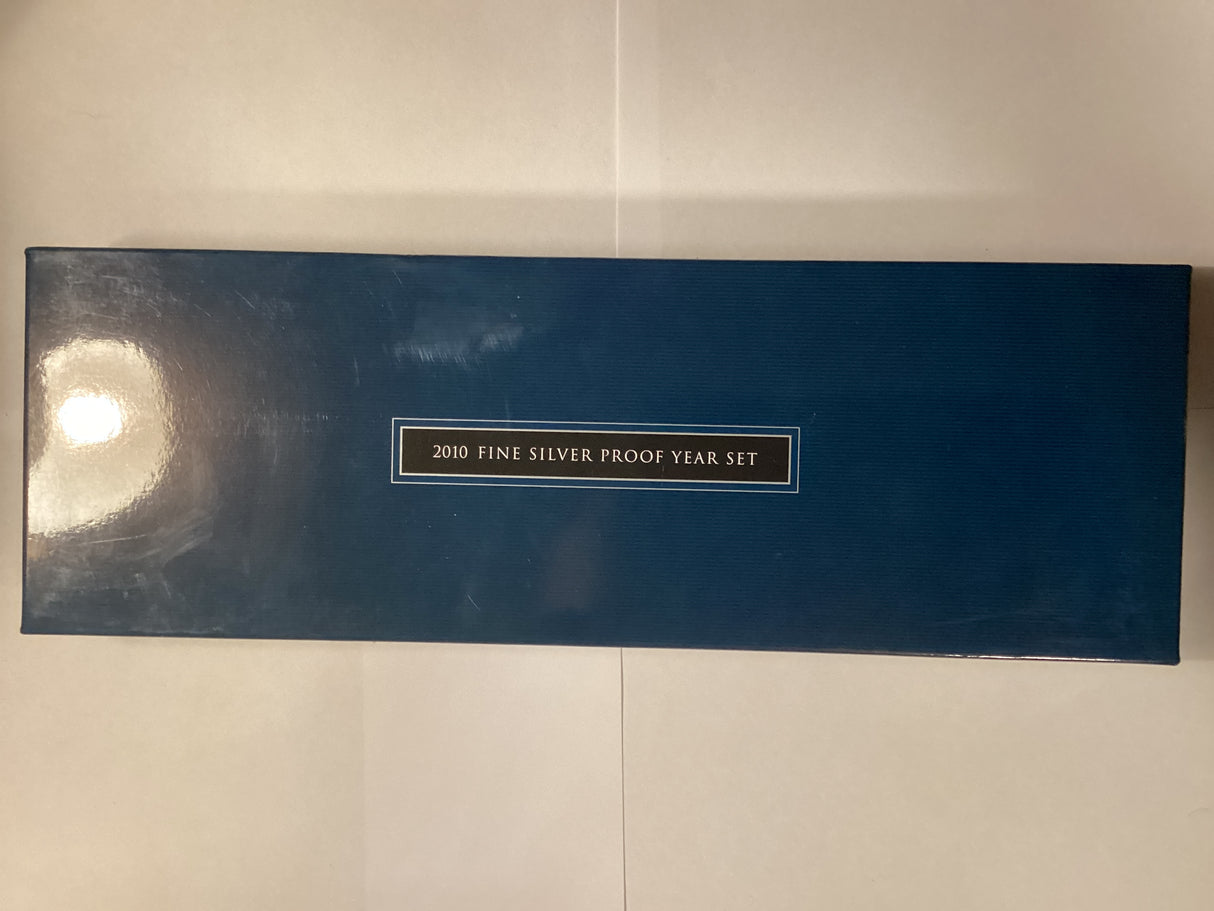 2010 FINE SILVER PROOF YEAR SET